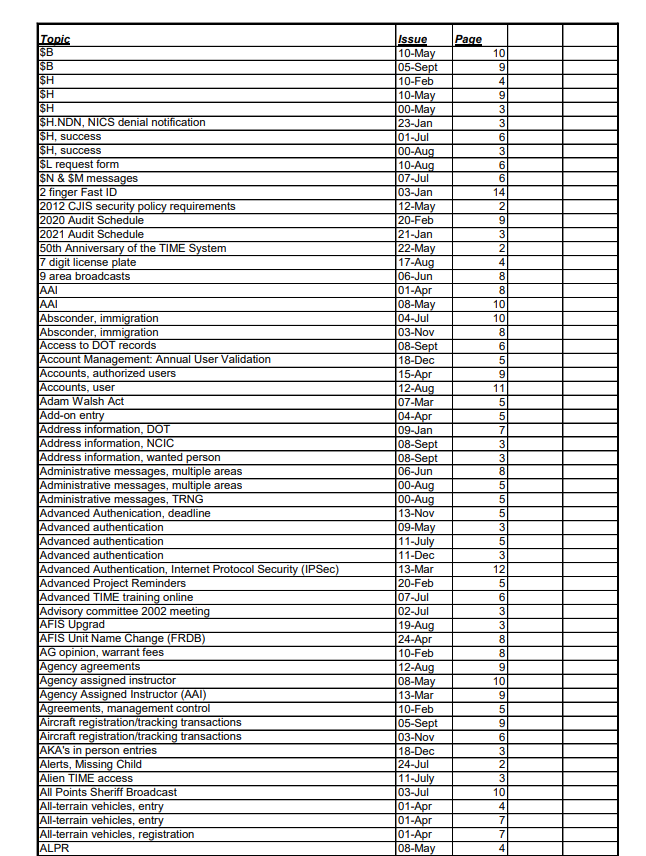 Topic Issue Page
$B 10-May 10
$B 05-Sept 9
$H 10-Feb 4
$H 10-May 9
$H 00-May 3
$H.NDN, NICS denial notification 23-Jan 3
$H, success 01-Jul 6
$H, success 00-Aug 3
$L request form 10-Aug 6
$N & $M messages 07-Jul 6
2 finger Fast ID 03-Jan 14
2012 CJIS security policy requirements 12-May 2
2020 Audit Schedule 20-Feb 9
2021 Audit Schedule 21-Jan 3
50th Anniversary of the TIME System 22-May 2
7 digit license plate 17-Aug 4
9 area broadcasts 06-Jun 8
AAI 01-Apr 8
AAI 08-May 10
Absconder, immigration 04-Jul 10
Absconder, immigration 03-Nov 8
Access to DOT records 08-Sept 6
Account Management: Annual User Validation 18-Dec 5
Accounts, authorized users 15-Apr 9
Accounts, user 12-Aug 11
Adam Walsh Act 07-Mar 5
Add-on entry 04-Apr 5
Address information, DOT 09-Jan 7
Address information, NCIC 08-Sept 3
Address information, wanted person 08-Sept 3
Administrative messages, multiple areas 06-Jun 8
Administrative messages, multiple areas 00-Aug 5
Administrative messages, TRNG 00-Aug 5
Advanced Authenication, deadline 13-Nov 5
Advanced authentication 09-May 3
Advanced authentication 11-July 5
Advanced authentication 11-Dec 3
Advanced Authentication, Internet Protocol Security (IPSec) 13-Mar 12
Advanced Project Reminders 20-Feb 5
Advanced TIME training online 07-Jul 6
Advisory committee 2002 meeting 02-Jul 3
AFIS Upgrad 19-Aug 3
AFIS Unit Name Change (FRDB) 24-Apr 8
AG opinion, warrant fees 10-Feb 8
Agency agreements 12-Aug 9
Agency assigned instructor 08-May 10
Agency Assigned Instructor (AAI) 13-Mar 9
Agreements, management control 10-Feb 5
Aircraft registration/tracking transactions 05-Sept 9
Aircraft registration/tracking transactions 03-Nov 6
AKA's in person entries 18-Dec 3
Alerts, Missing Child 24-Jul 2
Alien TIME access 11-July 3
All Points Sheriff Broadcast 03-Jul 10
All-terrain vehicles, entry 01-Apr 4
All-terrain vehicles, entry 01-Apr 7
All-terrain vehicles, registration 01-Apr 7
ALPR 08-May 4